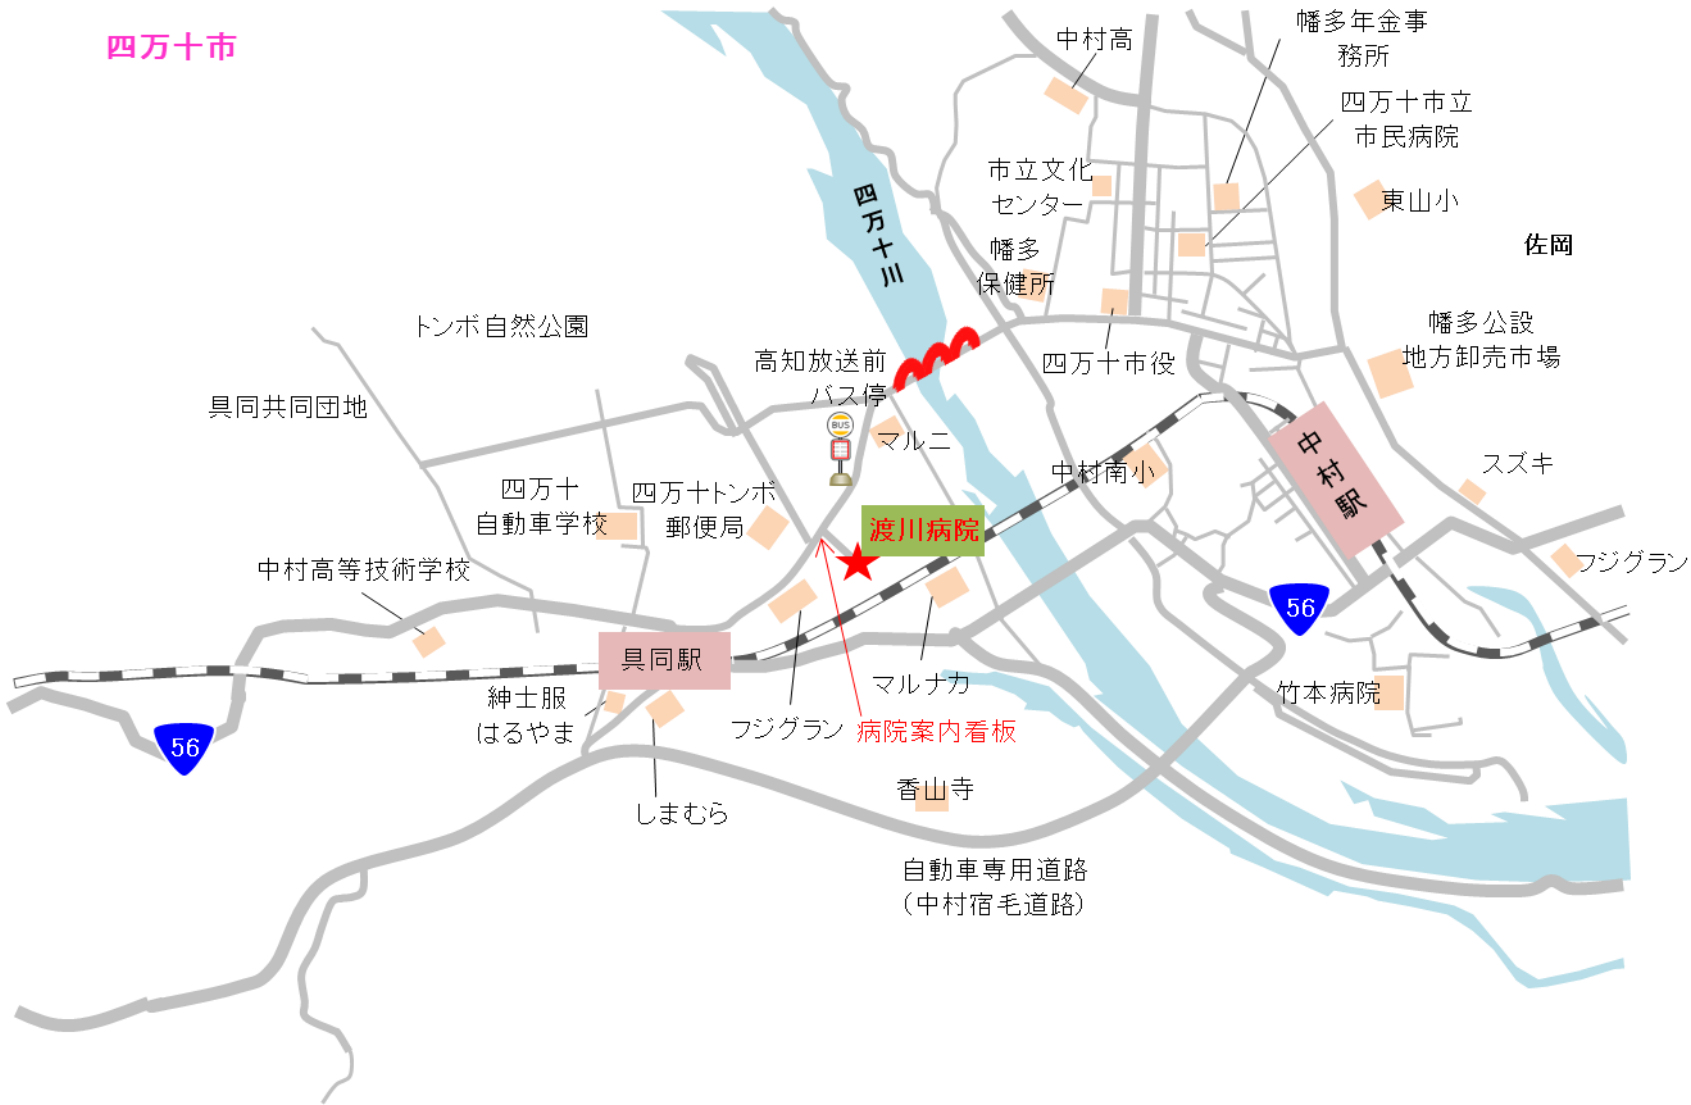 四万十市
中村高
幡多年金事
務所
四万十市立
市民病院
市立文化
センター
東山小
佐岡
幡多
保健所
四万十川
トンボ自然公園
高知放送前
バス停
BUS
四万十市役
幡多公設
地方卸売市場
具同共同団地
マルニ
中村南小
中村駅
スズキ
四万十
自動車学校
四万十トンボ
郵便局
渡川病院
フジグラン
中村高等技術学校
56
具同駅
マルナカ
竹本病院
紳士服
はるやま
フジグラン
病院案内看板
56
しまむら
香山寺
自動車専用道路
（中村宿毛道路）